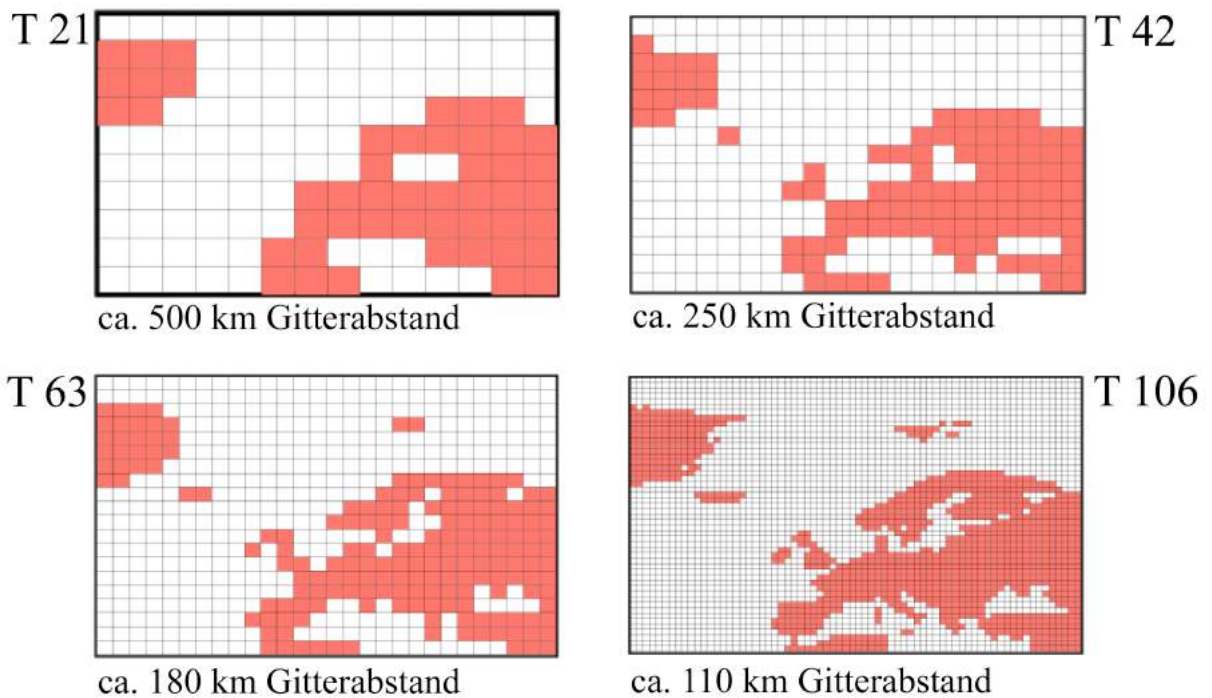 T 21
ca. 500 km Gitterabstand
T 42
ca. 250 km Gitterabstand
T 63
ca. 180 km Gitterabstand
T 106
ca. 110 km Gitterabstand